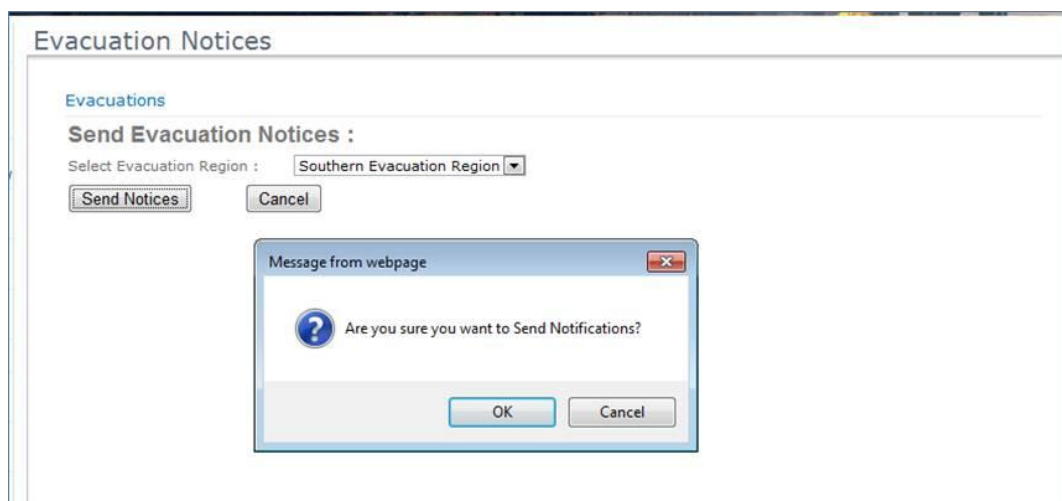 Evacuation Notices
Evacuations
Send Evacuation Notices :
Select Evacuation Region : Southern Evacuation Region
Send Notices Cancel
Message from webpage
Are you sure you want to Send Notifications?
OK Cancel